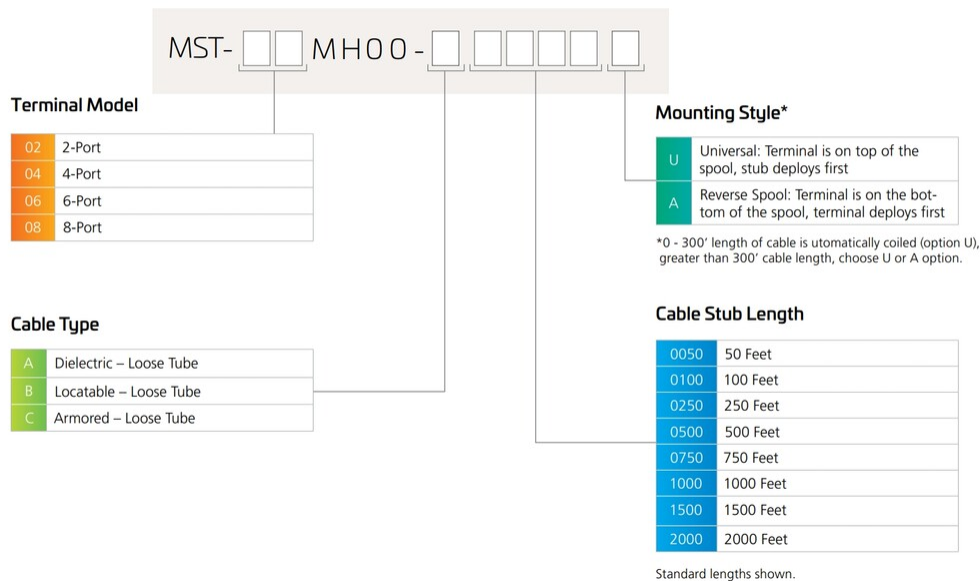 MST- MH00 -
Terminal Model
02 2-Port
04 4-Port
06 6-Port
08 8-Port
Cable Type
A Dielectric – Loose Tube
B Locatable – Loose Tube
C Armored – Loose Tube
Mounting Style*
U Universal: Terminal is on top of the
spool, stub deploys first
A Reverse Spool: Terminal is on the bot-
tom of the spool, terminal deploys first
*0 - 300’ length of cable is utomatically coiled (option U),
greater than 300’ cable length, choose U or A option.
Cable Stub Length
0050 50 Feet
0100 100 Feet
0250 250 Feet
0500 500 Feet
0750 750 Feet
1000 1000 Feet
1500 1500 Feet
2000 2000 Feet
Standard lengths shown.